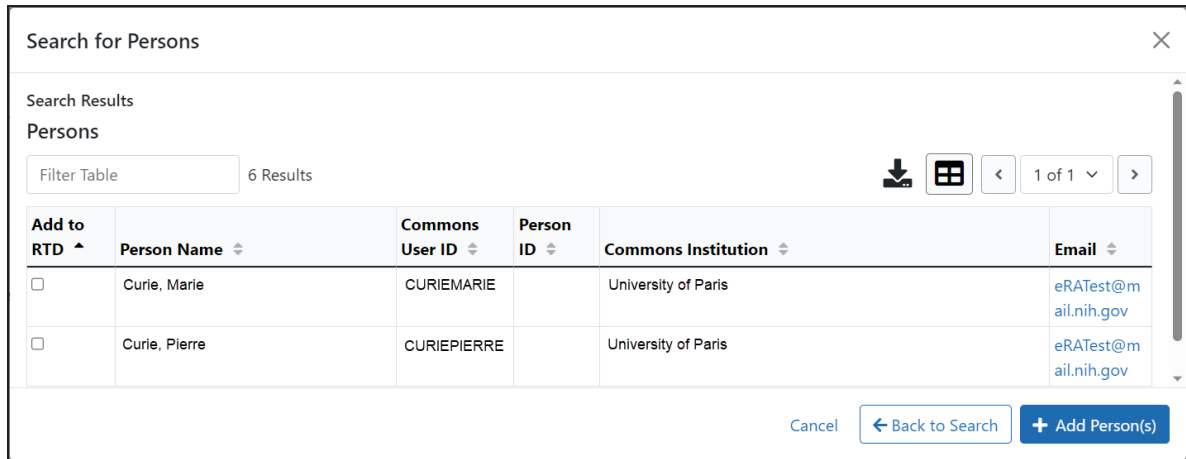 Search for Persons
Search Results
Persons
Filter Table 6 Results 1 of 1
Add to RTD Person Name Commons User ID Person ID Commons Institution Email
Curie, Marie CURIEMARIE University of Paris eRATest@m
ail.nih.gov
Curie, Pierre CURIEPIERRE University of Paris eRATest@m
ail.nih.gov
Cancel Back to Search Add Person(s)